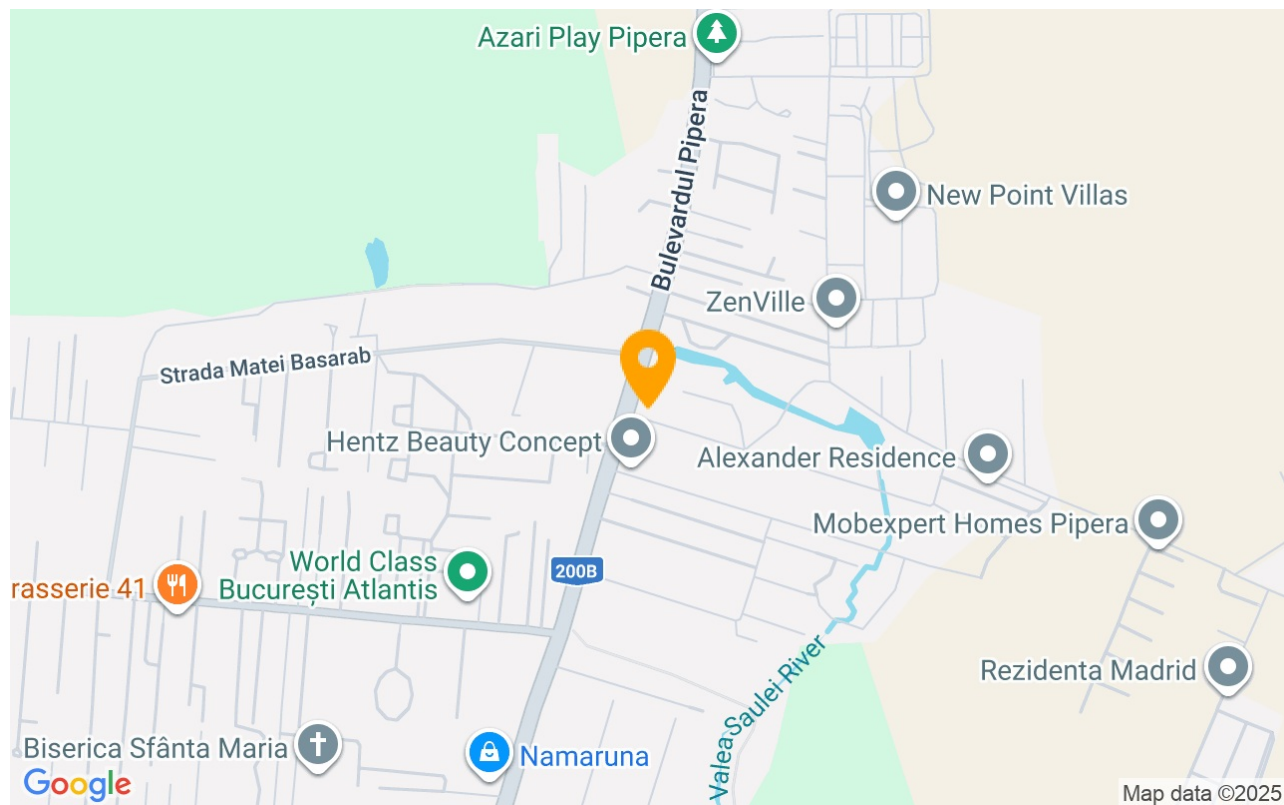 Azari Play Pipera
Bulevardul Pipera
New Point Villas
ZenVille
Strada Matei Basarab
Hentz Beauty Concept
Alexander Residence
Mobexpert Homes Pipera
World Class
București Atlantis
200B
rasserie 41
Valea Saulei River
Rezidenta Madrid
Biserica Sfânta Maria
Namaruna
Google
Map data ©2025